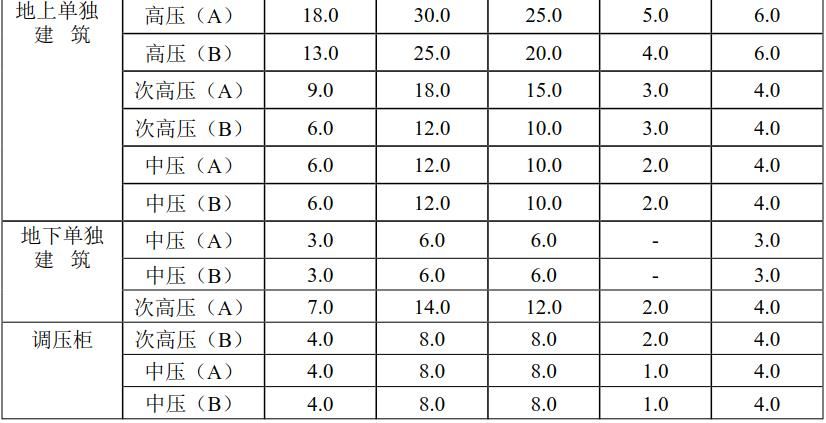 地上单独 高压（A） 18.0 30.0 25.0 5.0 6.0
建 筑
高压（B） 13.0 25.0 20.0 4.0 6.0
次高压（A） 9.0 18.0 15.0 3.0 4.0
次高压（B） 6.0 12.0 10.0 3.0 4.0
中压（A） 6.0 12.0 10.0 2.0 4.0
中压（B） 6.0 12.0 10.0 2.0 4.0
地下单独 中压（A） 3.0 6.0 6.0 - 3.0
建 筑
中压（B） 3.0 6.0 6.0 - 3.0
次高压（A） 7.0 14.0 12.0 2.0 4.0
调压柜 次高压（B） 4.0 8.0 8.0 2.0 4.0
中压（A） 4.0 8.0 8.0 1.0 4.0
中压（B） 4.0 8.0 8.0 1.0 4.0